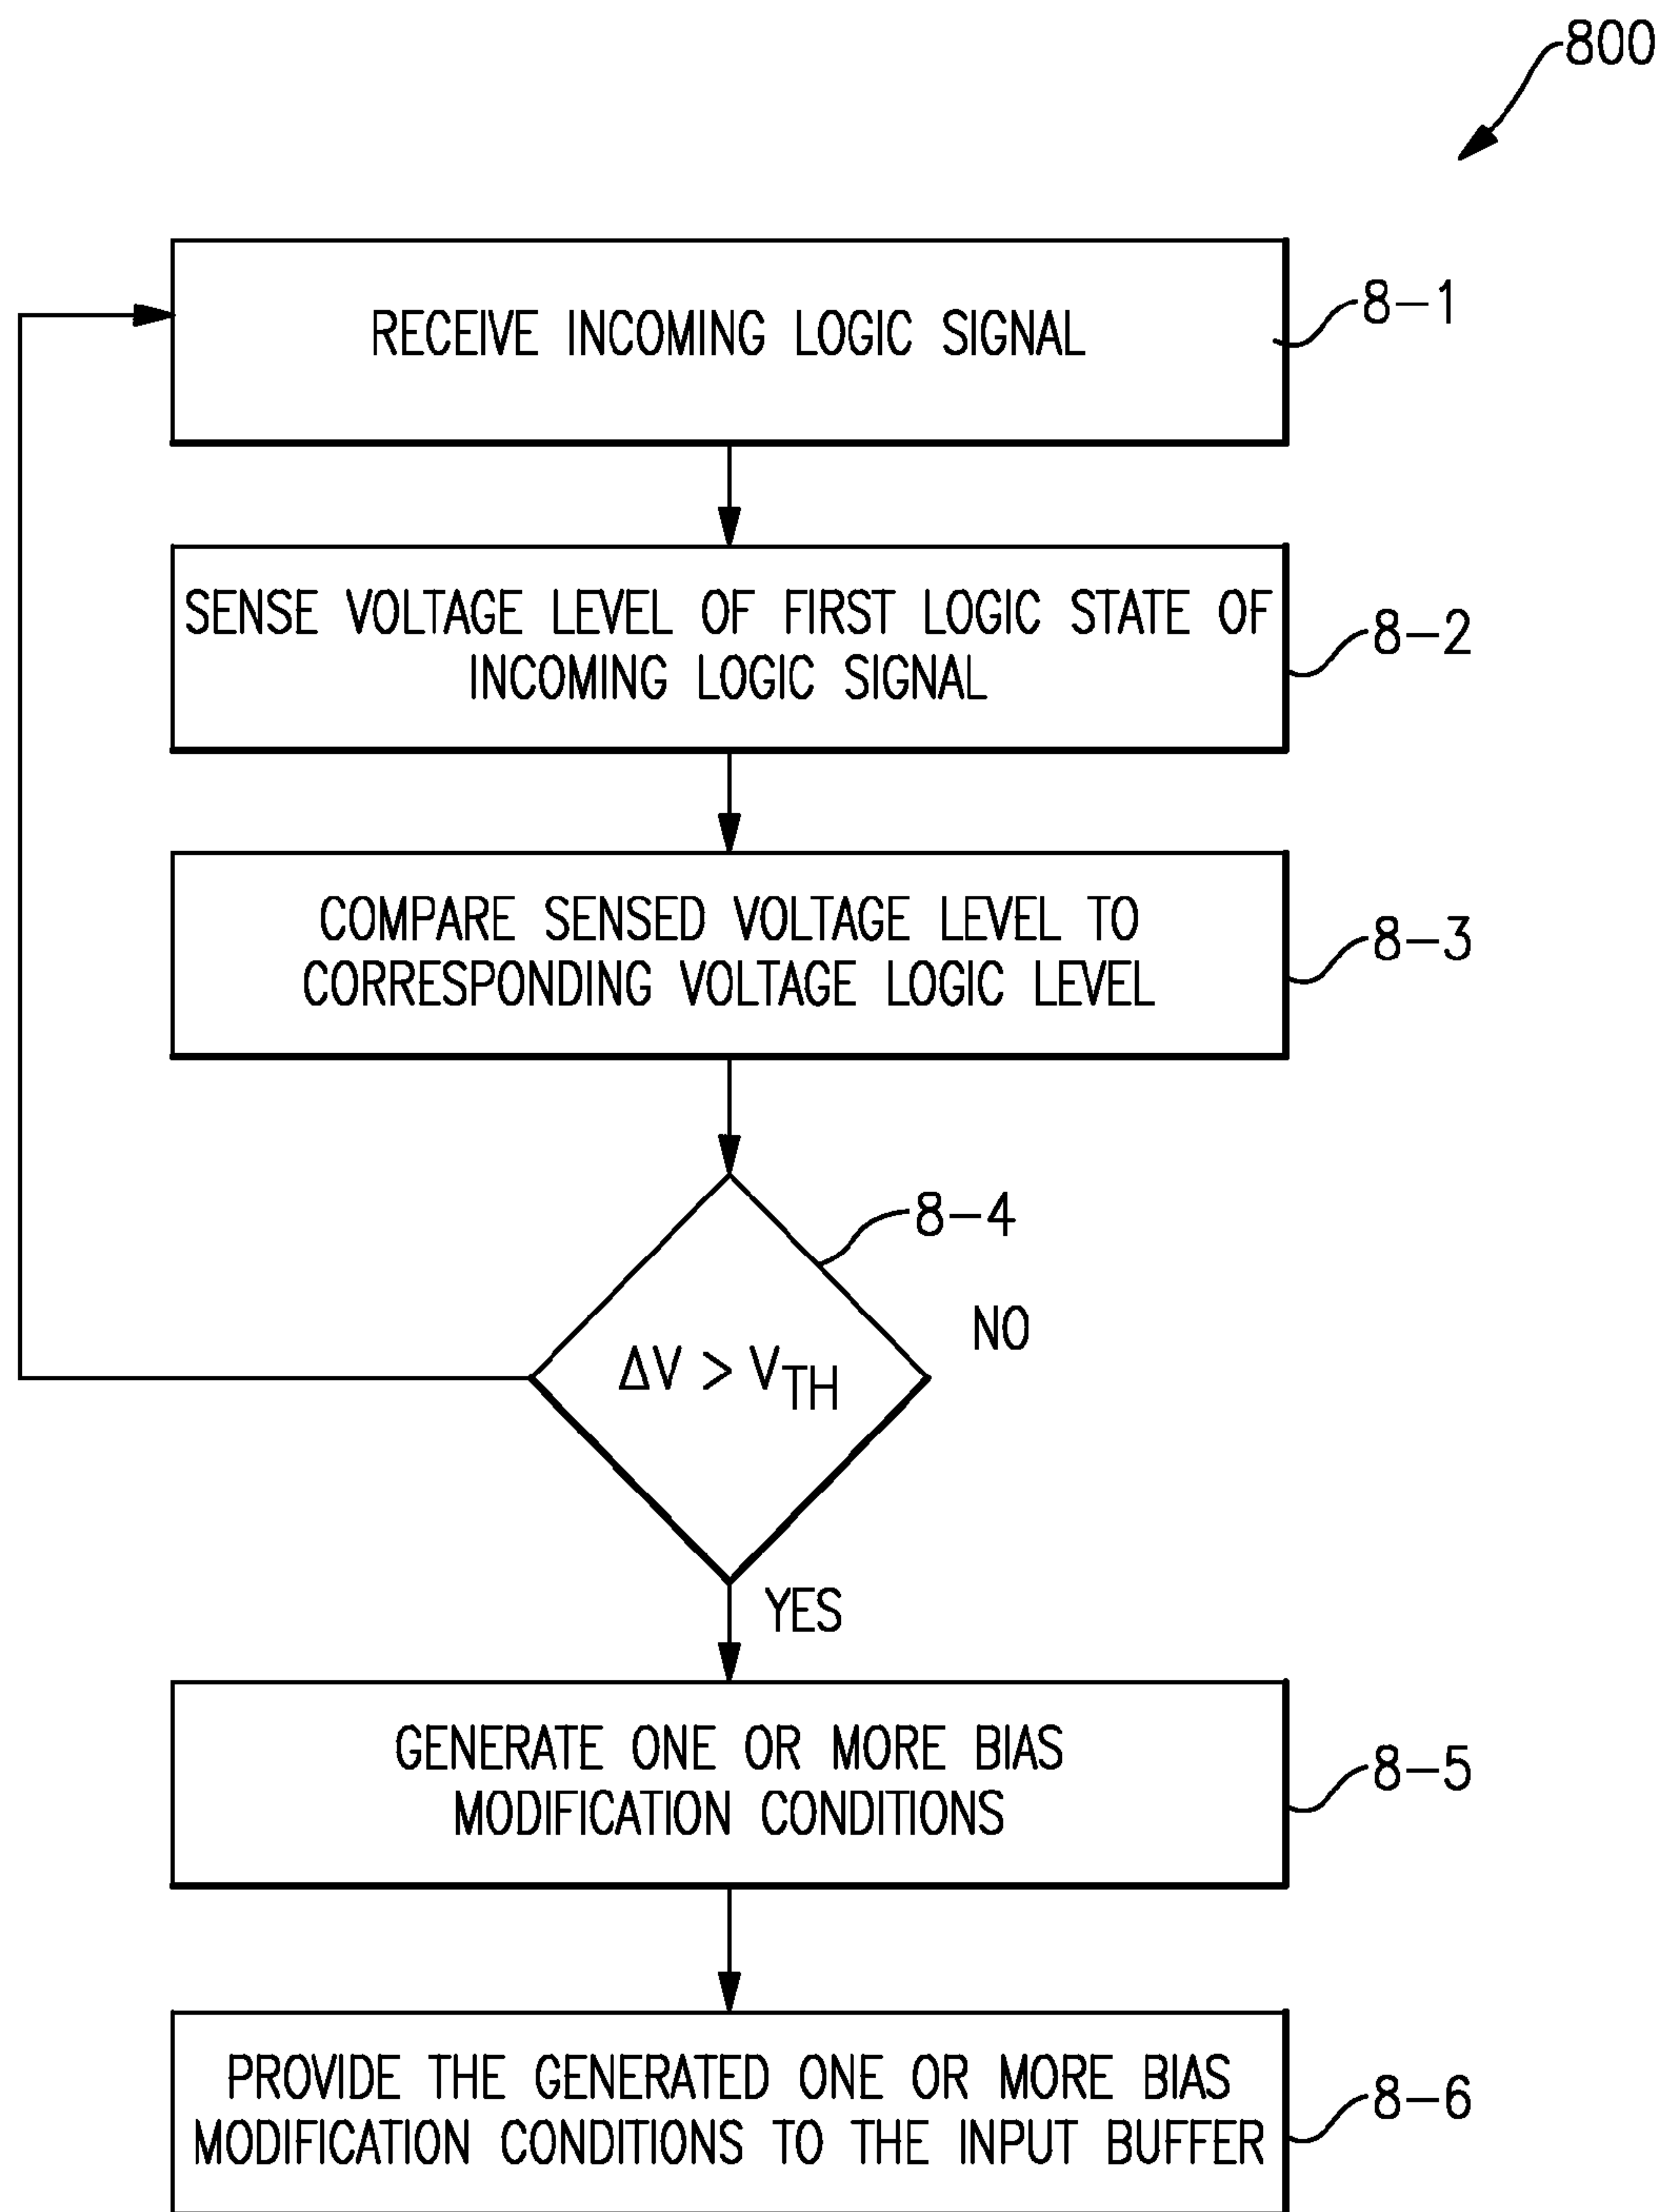 800
RECEIVE INCOMING LOGIC SIGNAL
8-1
SENSE VOLTAGE LEVEL OF FIRST LOGIC STATE OF
INCOMING LOGIC SIGNAL
8-2
COMPARE SENSED VOLTAGE LEVEL TO
CORRESPONDING VOLTAGE LOGIC LEVEL
8-3
8-4
NO
ΔV > VTH
YES
GENERATE ONE OR MORE BIAS
MODIFICATION CONDITIONS
8-5
PROVIDE THE GENERATED ONE OR MORE BIAS
MODIFICATION CONDITIONS TO THE INPUT BUFFER
8-6